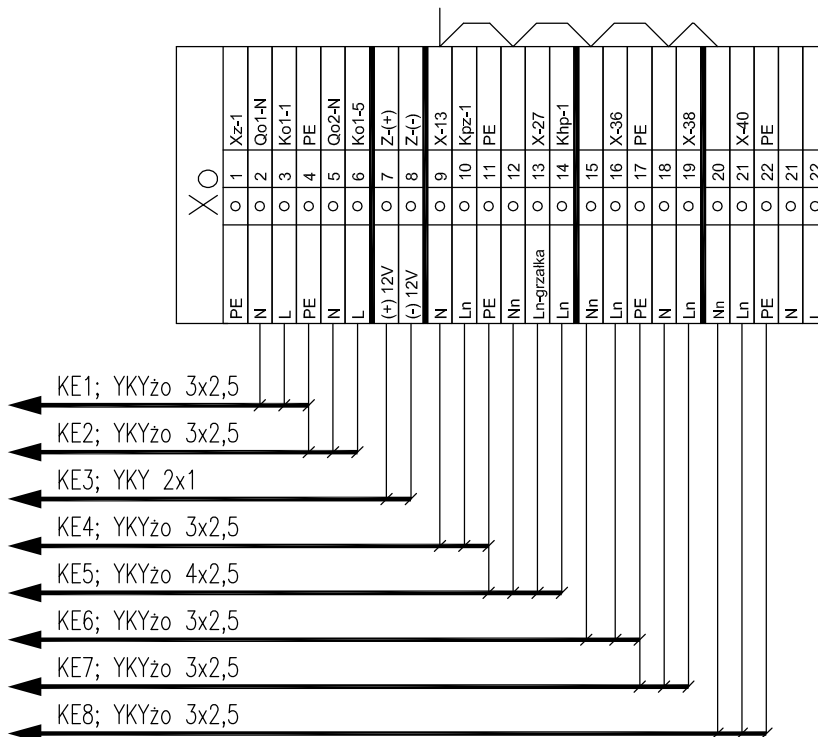 Xo
Xz-1
Qo1-N
Ko1-1
PE
Qo2-N
Ko1-5
Z-(+)
Z-(-)
X-13
Kpz-1
PE
X-27
Khp-1
X-36
PE
X-38
X-40
PE
1
2
3
4
5
6
7
8
9
10
11
12
13
14
15
16
17
18
19
20
21
22
21
22
PE
N
L
PE
N
L
(+) 12V
(-) 12V
N
Ln
PE
Nn
Ln-grzałka
Ln
Nn
Ln
PE
N
Ln
Nn
Ln
PE
N
L
KE1; YKYżo 3x2,5
KE2; YKYżo 3x2,5
KE3; YKY 2x1
KE4; YKYżo 3x2,5
KE5; YKYżo 4x2,5
KE6; YKYżo 3x2,5
KE7; YKYżo 3x2,5
KE8; YKYżo 3x2,5